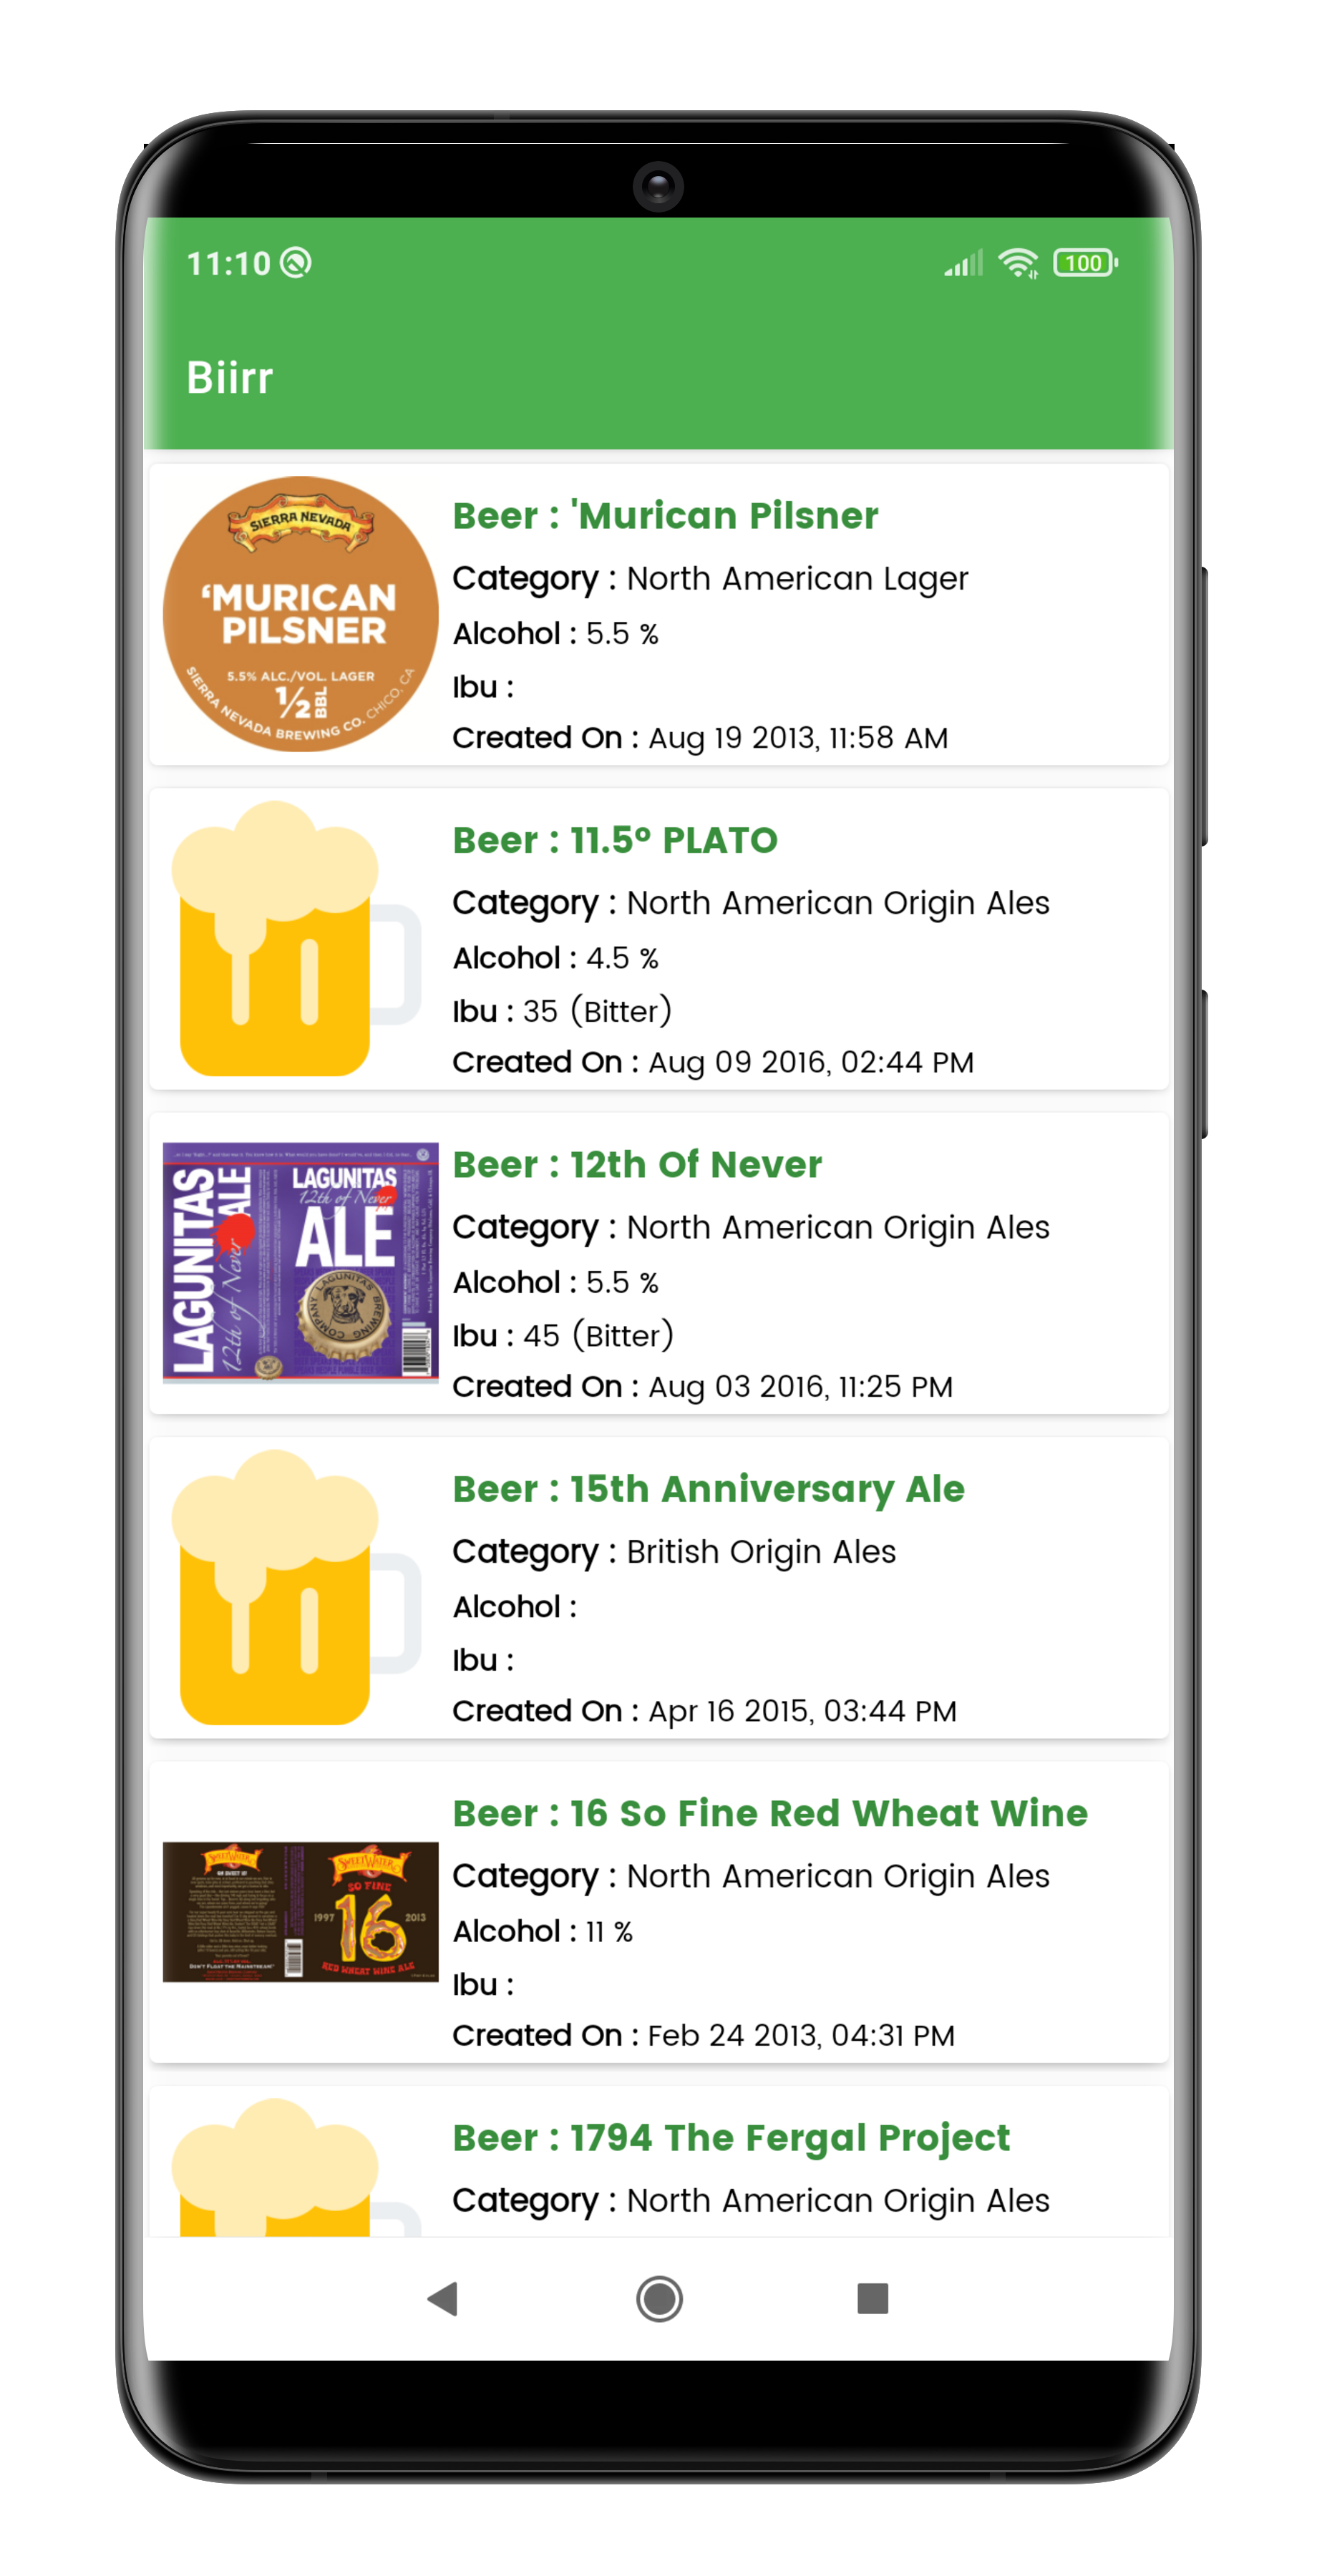 11:10
100
Biirr
SIERRA NEVADA
‘MURICAN
PILSNER
5.5% ALC./VOL. LAGER
1/2 BBL
SIERRA NEVADA BREWING CO. CHICO, CA
Beer : 'Murican Pilsner
Category : North American Lager
Alcohol : 5.5 %
Ibu :
Created On : Aug 19 2013, 11:58 AM
Beer : 11.5° PLATO
Category : North American Origin Ales
Alcohol : 4.5 %
Ibu : 35 (Bitter)
Created On : Aug 09 2016, 02:44 PM
LAGUNITAS
12th of Never
ALE
LAGUNITAS
12th of Never
ALE
LAGUNITAS
BREWING
COMPANY
Beer : 12th Of Never
Category : North American Origin Ales
Alcohol : 5.5 %
Ibu : 45 (Bitter)
Created On : Aug 03 2016, 11:25 PM
Beer : 15th Anniversary Ale
Category : British Origin Ales
Alcohol :
Ibu :
Created On : Apr 16 2015, 03:44 PM
SWEETWATER
DON'T FLOAT THE MAINSTREAM
SWEETWATER
SO FINE
1997 16 2013
RED WHEAT WINE ALE
Beer : 16 So Fine Red Wheat Wine
Category : North American Origin Ales
Alcohol : 11 %
Ibu :
Created On : Feb 24 2013, 04:31 PM
Beer : 1794 The Fergal Project
Category : North American Origin Ales